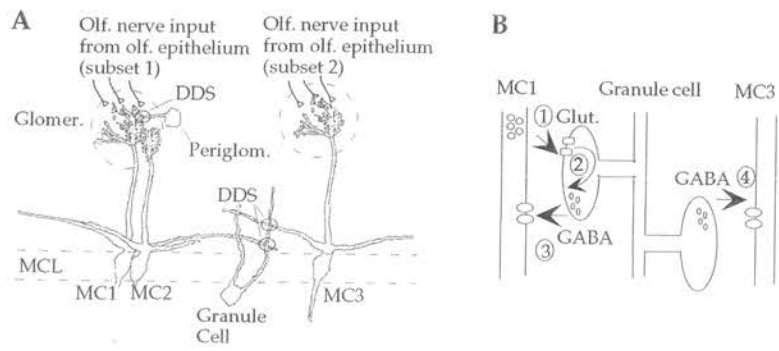 A
Olf. nerve input
from olf. epithelium
(subset 1)
Olf. nerve input
from olf. epithelium
(subset 2)
DDS
Glomer.
Periglom.
DDS
MCL
MC1
MC2
Granule
Cell
MC3
B
MC1
Granule cell
MC3
① Glut.
②
GABA ④
GABA
③